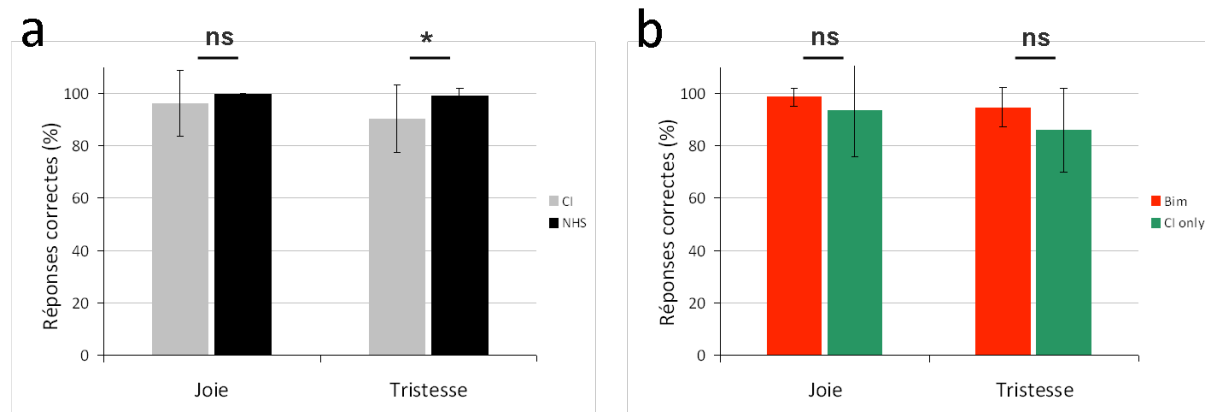 a
ns
*
Réponses correctes (%)
100
80
60
40
20
0
Joie
Tristesse
CI
NHS
b
ns
ns
Réponses correctes (%)
100
80
60
40
20
0
Joie
Tristesse
Bim
CI only